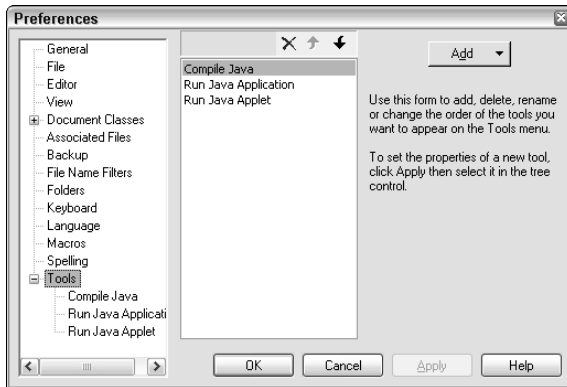 Preferences
General
File
Editor
View
Document Classes
Associated Files
Backup
File Name Filters
Folders
Keyboard
Language
Macros
Spelling
Tools
Compile Java
Run Java Applicati
Run Java Applet
Compile Java
Run Java Application
Run Java Applet
Add
Use this form to add, delete, rename
or change the order of the tools you
want to appear on the Tools menu.
To set the properties of a new tool,
click Apply then select it in the tree
control.
OK
Cancel
Apply
Help